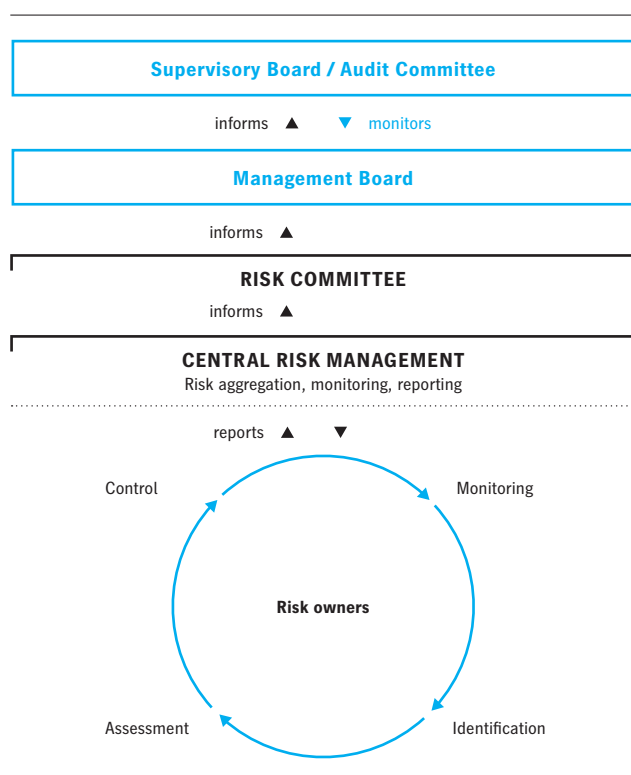 Supervisory Board / Audit Committee
informs ▲ ▼ monitors
Management Board
informs ▲
RISK COMMITTEE
informs ▲
CENTRAL RISK MANAGEMENT
Risk aggregation, monitoring, reporting
reports ▲ ▼
Control
Monitoring
Risk owners
Assessment
Identification